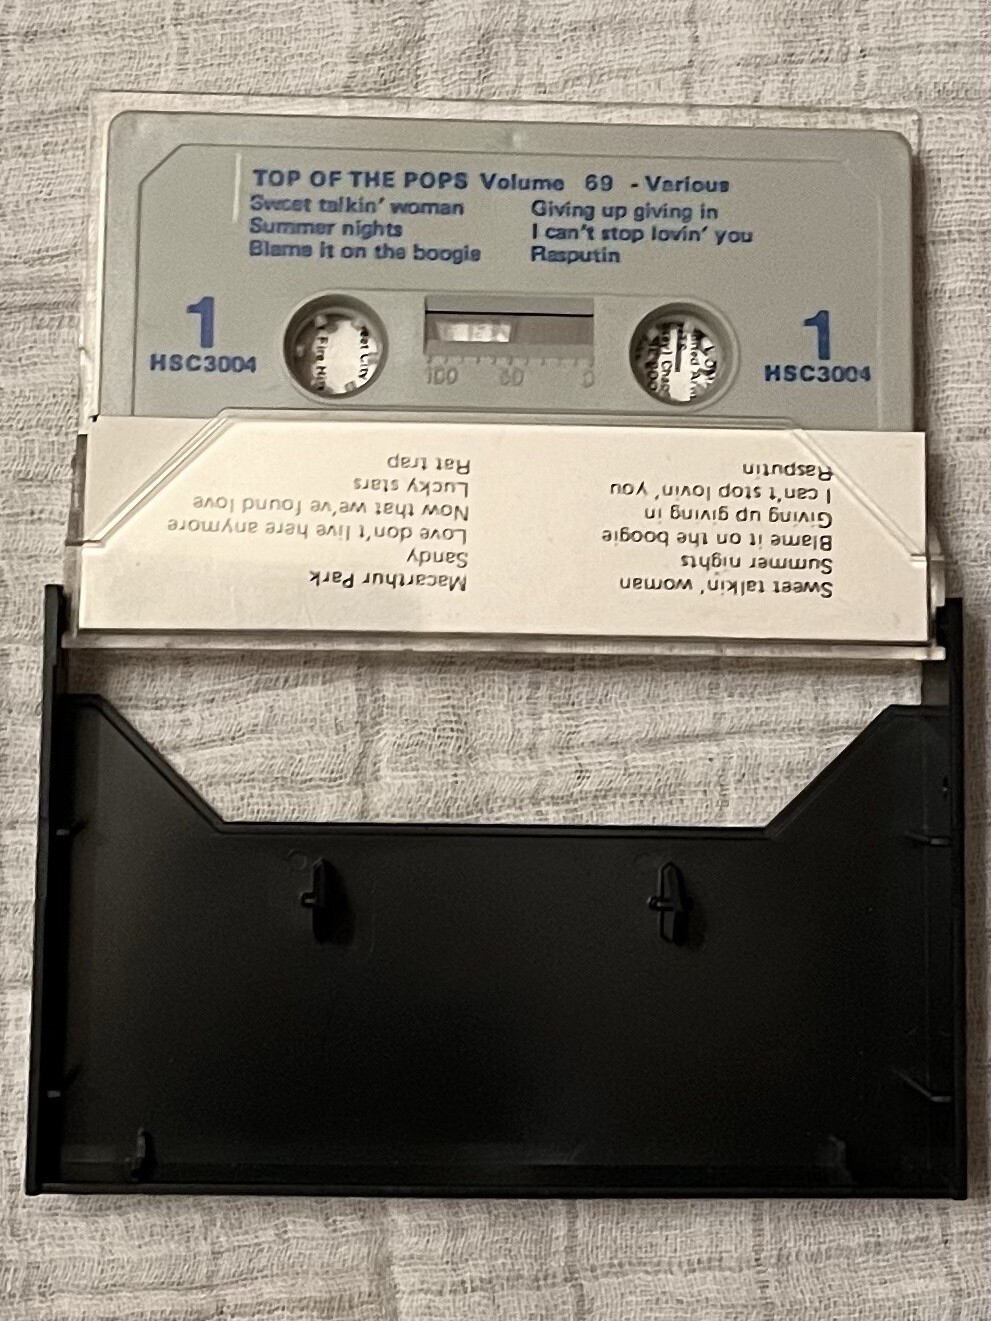 TOP OF THE POPS Volume 69 - Various
Sweet talkin' woman
Summer nights
Blame it on the boogie
Giving up giving in
I can't stop lovin' you
Rasputin
1
HSC3004
1
HSC3004
100 50 0
Sweet talkin' woman
Summer nights
Blame it on the boogie
Giving up giving in
I can't stop lovin' you
Rasputin
Macarthur Park
Sandy
Love don't live here anymore
Now that we've found love
Lucky stars
Rat trap